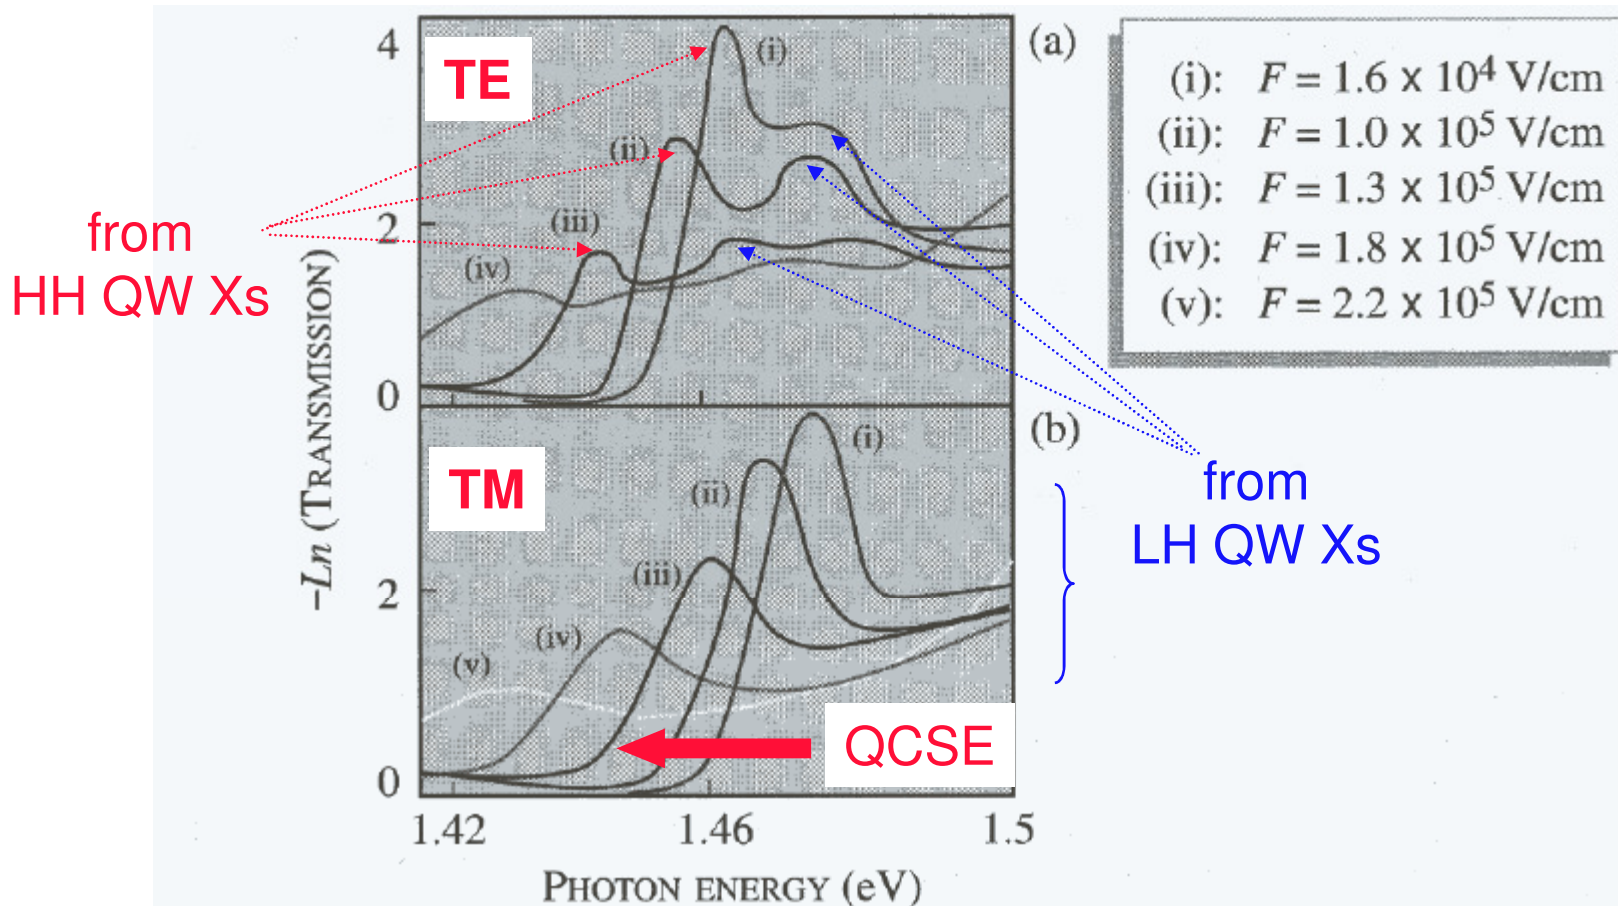 4
TE
(i)
(a)
(ii)
2
(iii)
(iv)
0
from
HH QW Xs
–Ln (TRANSMISSION)
(i): F = 1.6 x 10⁴ V/cm
(ii): F = 1.0 x 10⁵ V/cm
(iii): F = 1.3 x 10⁵ V/cm
(iv): F = 1.8 x 10⁵ V/cm
(v): F = 2.2 x 10⁵ V/cm
TM
(i)
(b)
(ii)
2
(iii)
(iv)
(v)
0
QCSE
from
LH QW Xs
1.42 1.46 1.5
PHOTON ENERGY (eV)